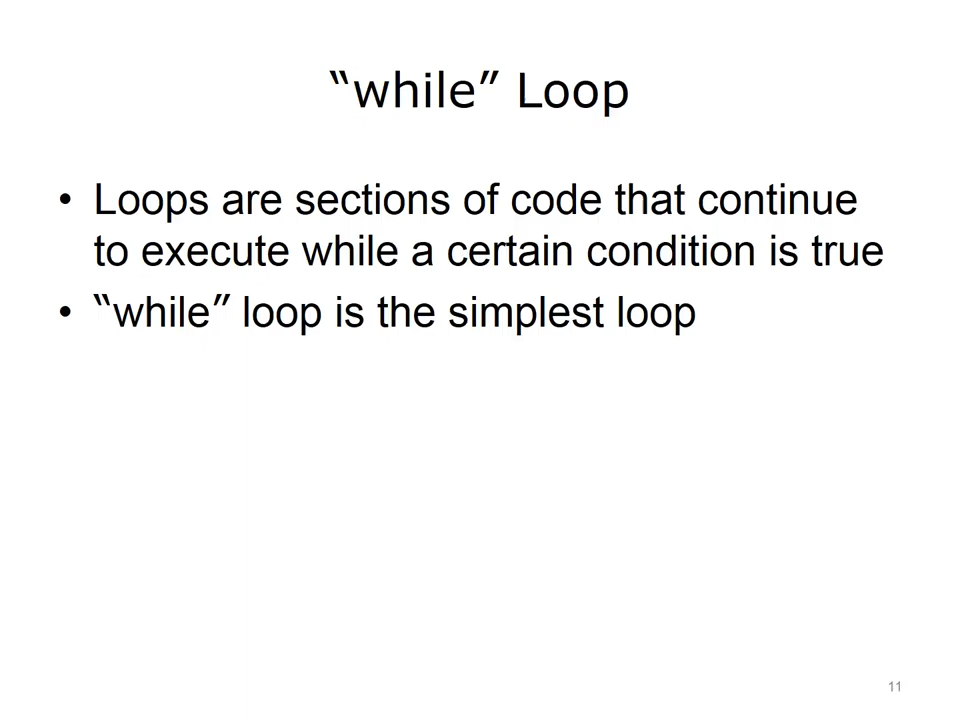 “while” Loop
• Loops are sections of code that continue
to execute while a certain condition is true
• “while” loop is the simplest loop
11